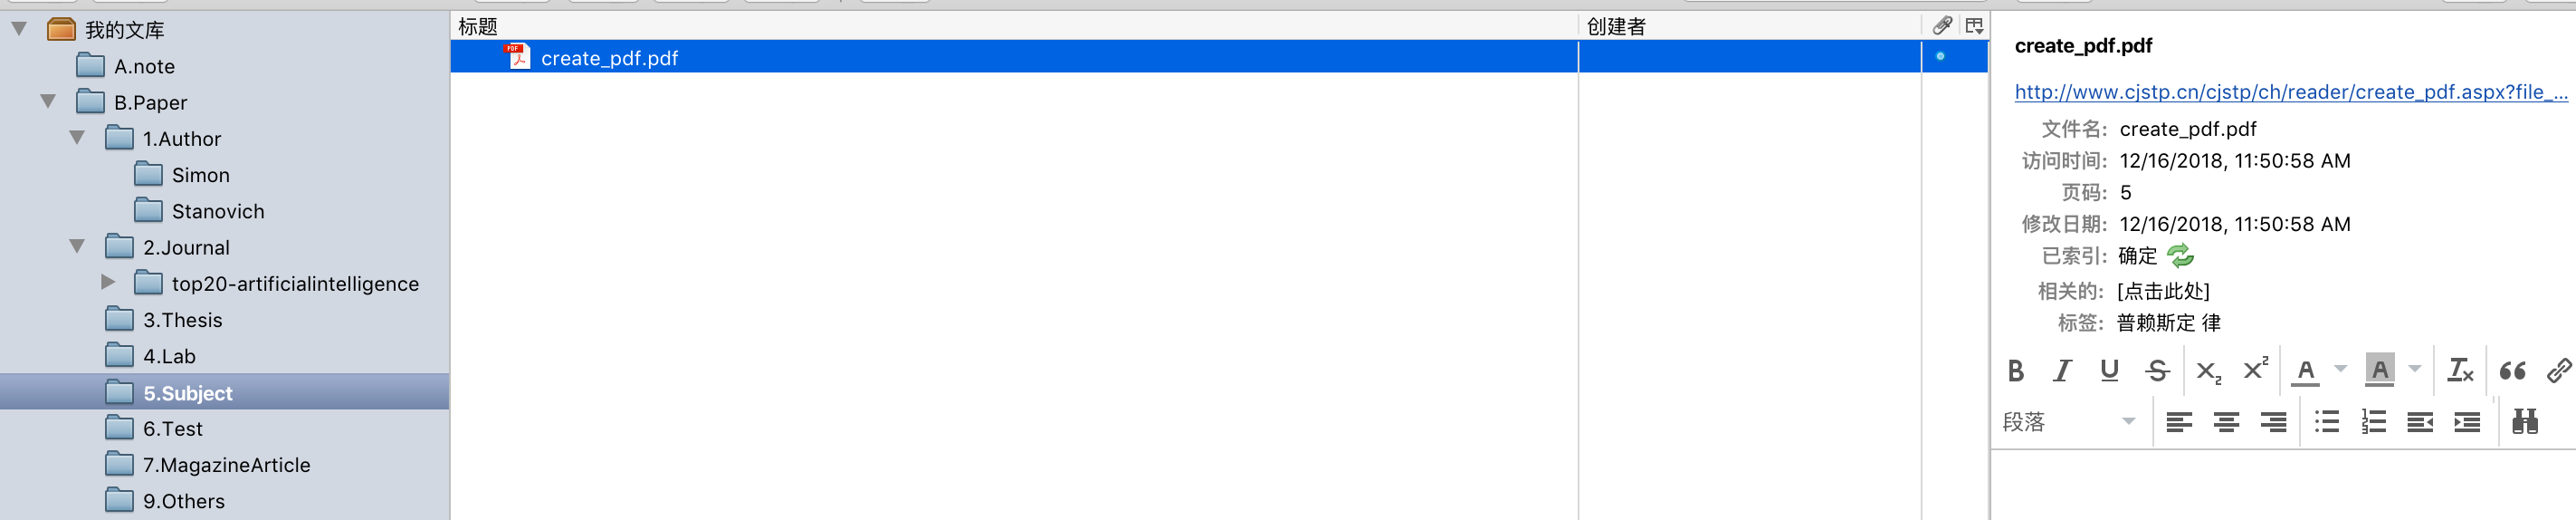 我的文库
A.note
B.Paper
1.Author
Simon
Stanovich
2.Journal
top20-artificialintelligence
3.Thesis
4.Lab
5.Subject
6.Test
7.MagazineArticle
9.Others
标题 创建者
create_pdf.pdf
create_pdf.pdf
http://www.cjstp.cn/cjstp/ch/reader/create_pdf.aspx?file_...
文件名: create_pdf.pdf
访问时间: 12/16/2018, 11:50:58 AM
页码: 5
修改日期: 12/16/2018, 11:50:58 AM
已索引: 确定
相关的: [点击此处]
标签: 普赖斯定 律
段落